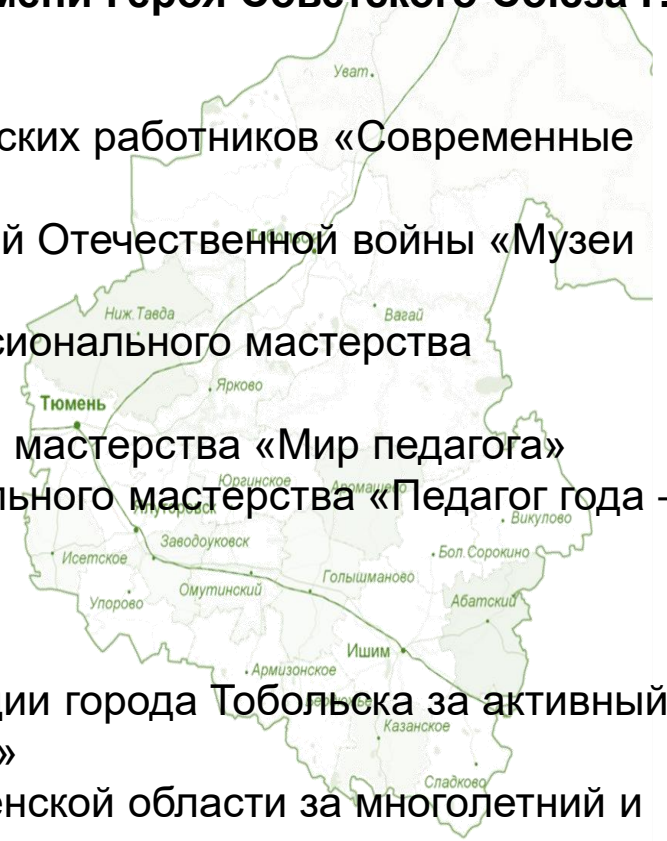 мени Героя Советского Союза г.
Уват
ских работников «Современные
Тобольск
й Отечественной войны «Музеи
Ниж.Тавда
Вагай
сионального мастерства
Ярково
Тюмень
мастерства «Мир педагога»
Юргинское
Аромашево
льного мастерства «Педагог года -
Ялуторовск
Викулово
Заводоуковск
Бол.Сорокино
Исетское
Голышманово
Омутинский
Упорово
Абатский
Ишим
Армизонское
ции города Тобольска за активный
Казанское
»
Сладково
енской области за многолетний и